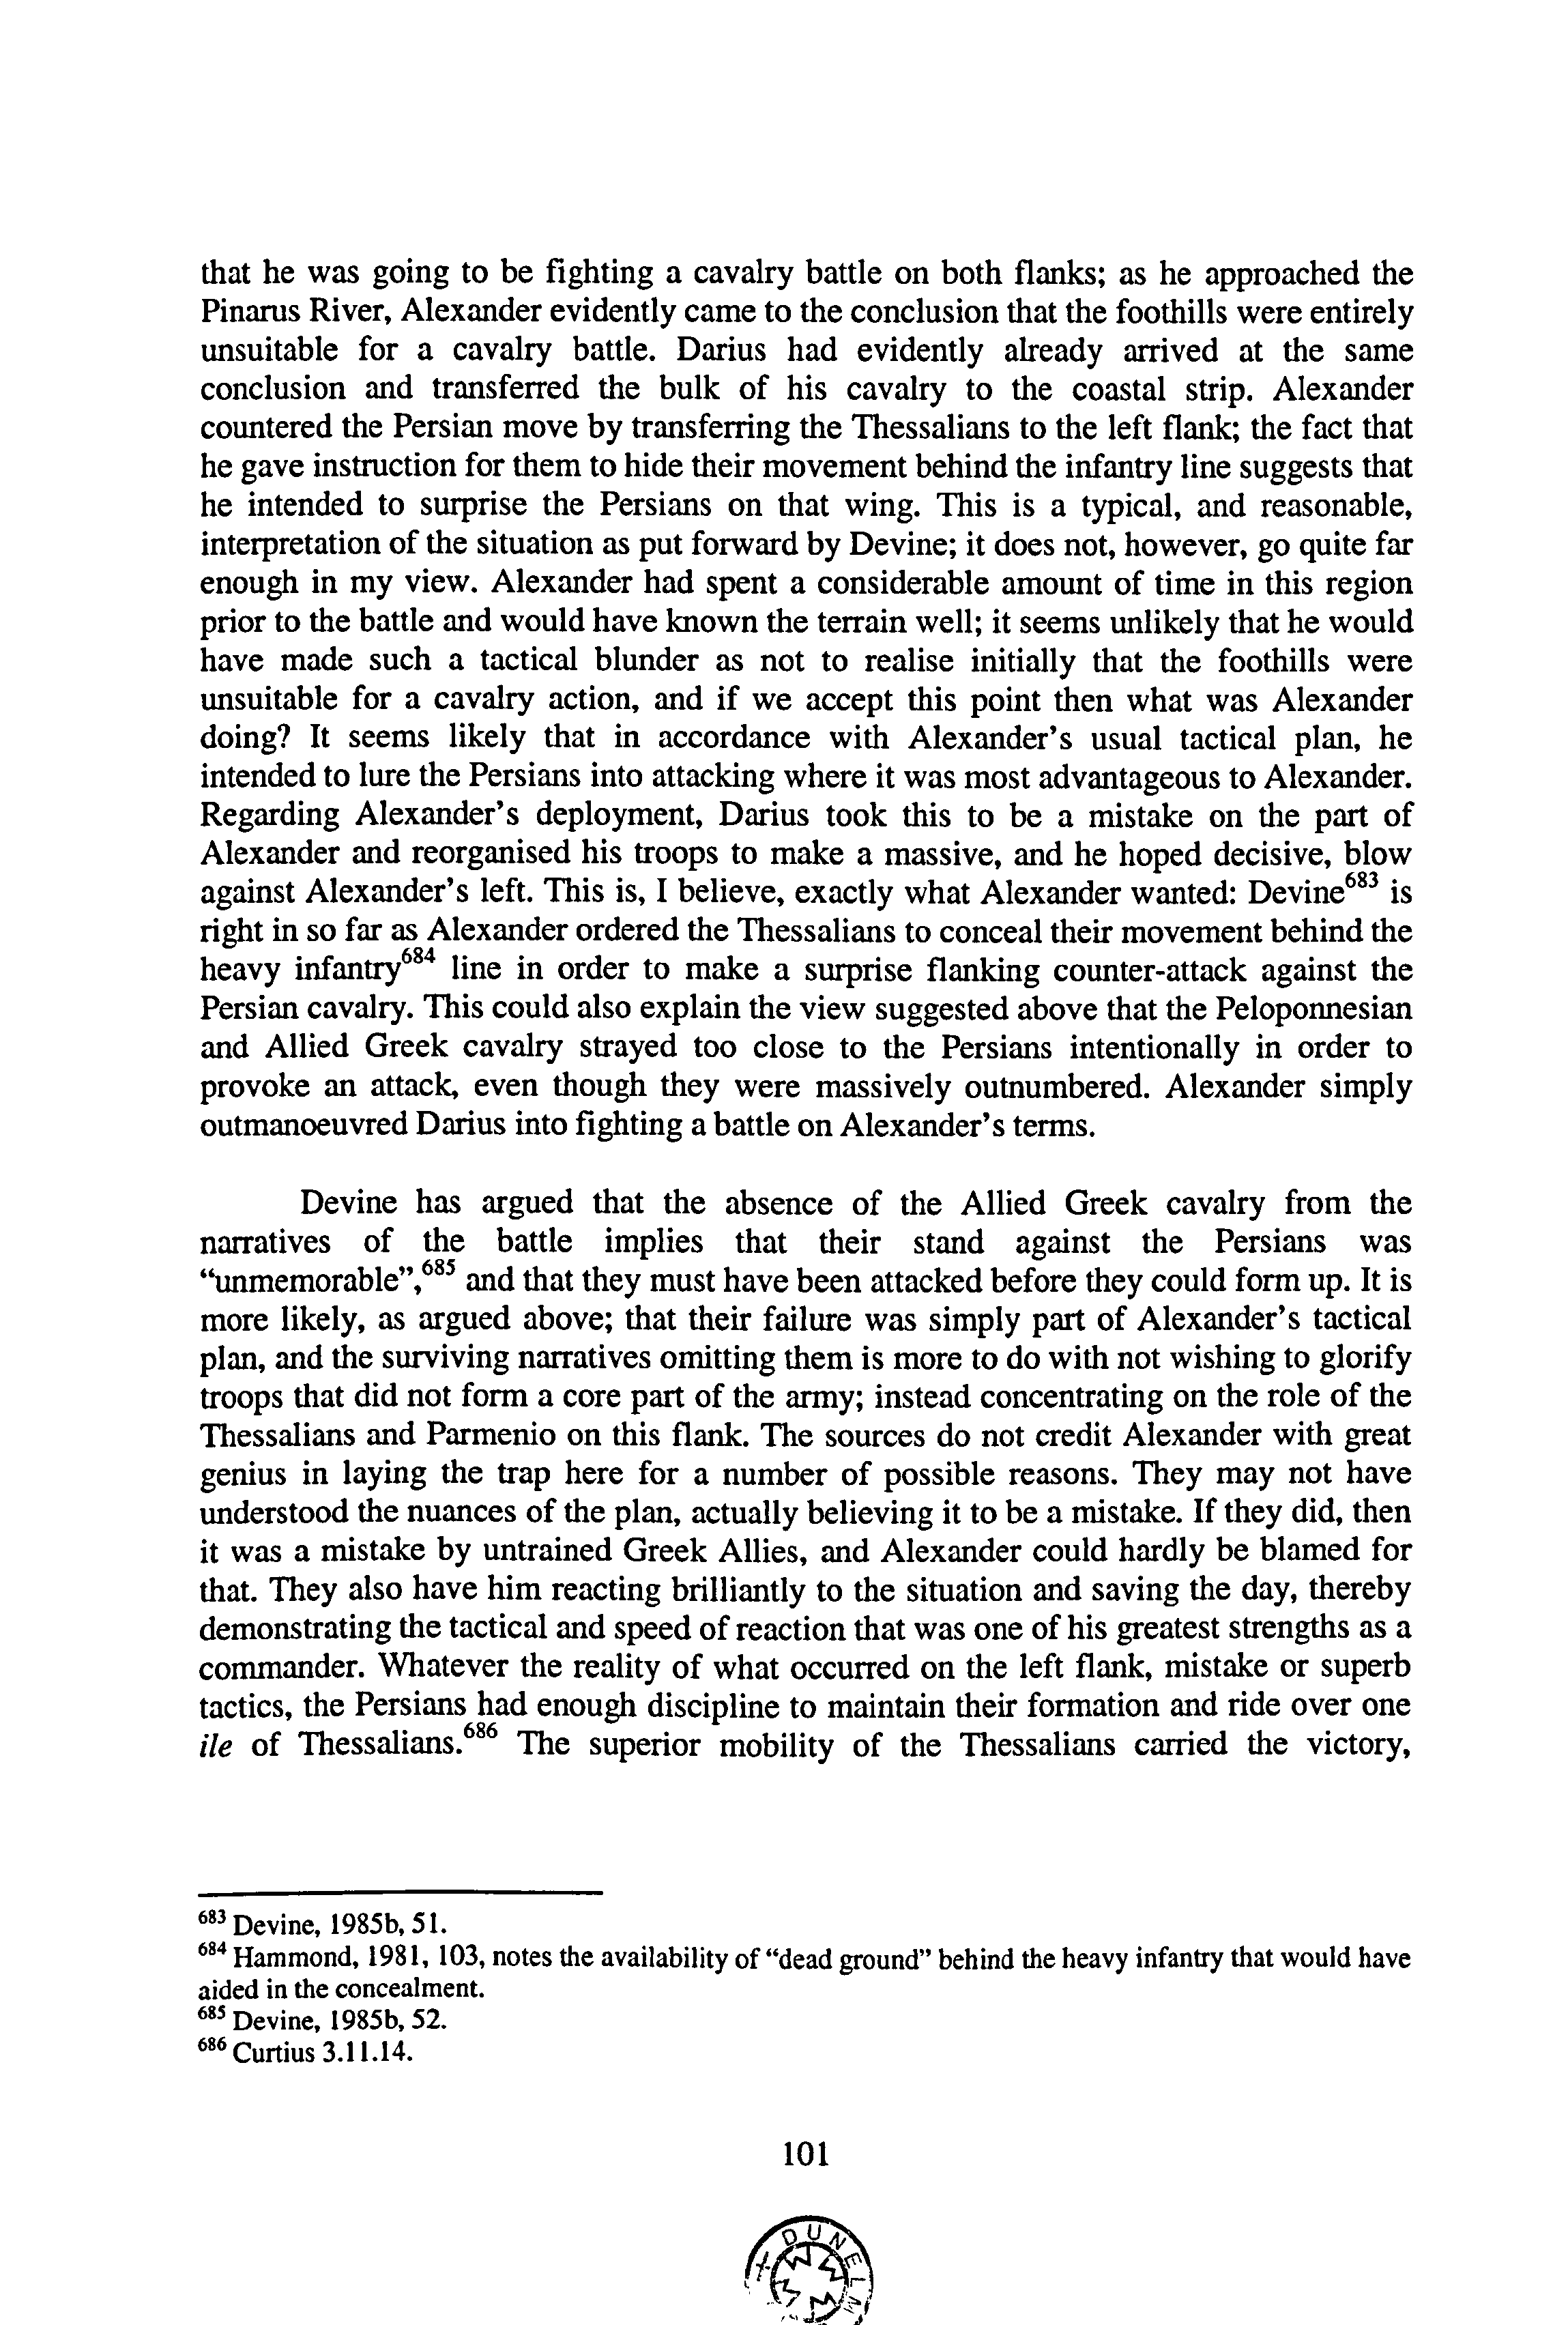 that he was going to be fighting a cavalry battle on both flanks; as he approached the
Pinarus River, Alexander evidently came to the conclusion that the foothills were entirely
unsuitable for a cavalry battle. Darius had evidently already arrived at the same
conclusion and transferred the bulk of his cavalry to the coastal strip. Alexander
countered the Persian move by transferring the Thessalians to the left flank; the fact that
he gave instruction for them to hide their movement behind the infantry line suggests that
he intended to surprise the Persians on that wing. This is a typical, and reasonable,
interpretation of the situation as put forward by Devine; it does not, however, go quite far
enough in my view. Alexander had spent a considerable amount of time in this region
prior to the battle and would have known the terrain well; it seems unlikely that he would
have made such a tactical blunder as not to realise initially that the foothills were
unsuitable for a cavalry action, and if we accept this point then what was Alexander
doing? It seems likely that in accordance with Alexander's usual tactical plan, he
intended to lure the Persians into attacking where it was most advantageous to Alexander.
Regarding Alexander's deployment, Darius took this to be a mistake on the part of
Alexander and reorganised his troops to make a massive, and he hoped decisive, blow
against Alexander's left. This is, I believe, exactly what Alexander wanted: Devine683 is
right in so far as Alexander ordered the Thessalians to conceal their movement behind the
heavy infantry684 line in order to make a surprise flanking counter-attack against the
Persian cavalry. This could also explain the view suggested above that the Peloponnesian
and Allied Greek cavalry strayed too close to the Persians intentionally in order to
provoke an attack, even though they were massively outnumbered. Alexander simply
outmanoeuvred Darius into fighting a battle on Alexander's terms.
Devine has argued that the absence of the Allied Greek cavalry from the
narratives of the battle implies that their stand against the Persians was
“unmemorable”,685 and that they must have been attacked before they could form up. It is
more likely, as argued above; that their failure was simply part of Alexander's tactical
plan, and the surviving narratives omitting them is more to do with not wishing to glorify
troops that did not form a core part of the army; instead concentrating on the role of the
Thessalians and Parmenio on this flank. The sources do not credit Alexander with great
genius in laying the trap here for a number of possible reasons. They may not have
understood the nuances of the plan, actually believing it to be a mistake. If they did, then
it was a mistake by untrained Greek Allies, and Alexander could hardly be blamed for
that. They also have him reacting brilliantly to the situation and saving the day, thereby
demonstrating the tactical and speed of reaction that was one of his greatest strengths as a
commander. Whatever the reality of what occurred on the left flank, mistake or superb
tactics, the Persians had enough discipline to maintain their formation and ride over one
ile of Thessalians.686 The superior mobility of the Thessalians carried the victory,
683 Devine, 1985b, 51.
684 Hammond, 1981, 103, notes the availability of “dead ground” behind the heavy infantry that would have
aided in the concealment.
685 Devine, 1985b, 52.
686 Curtius 3.11.14.
101
DUNELM